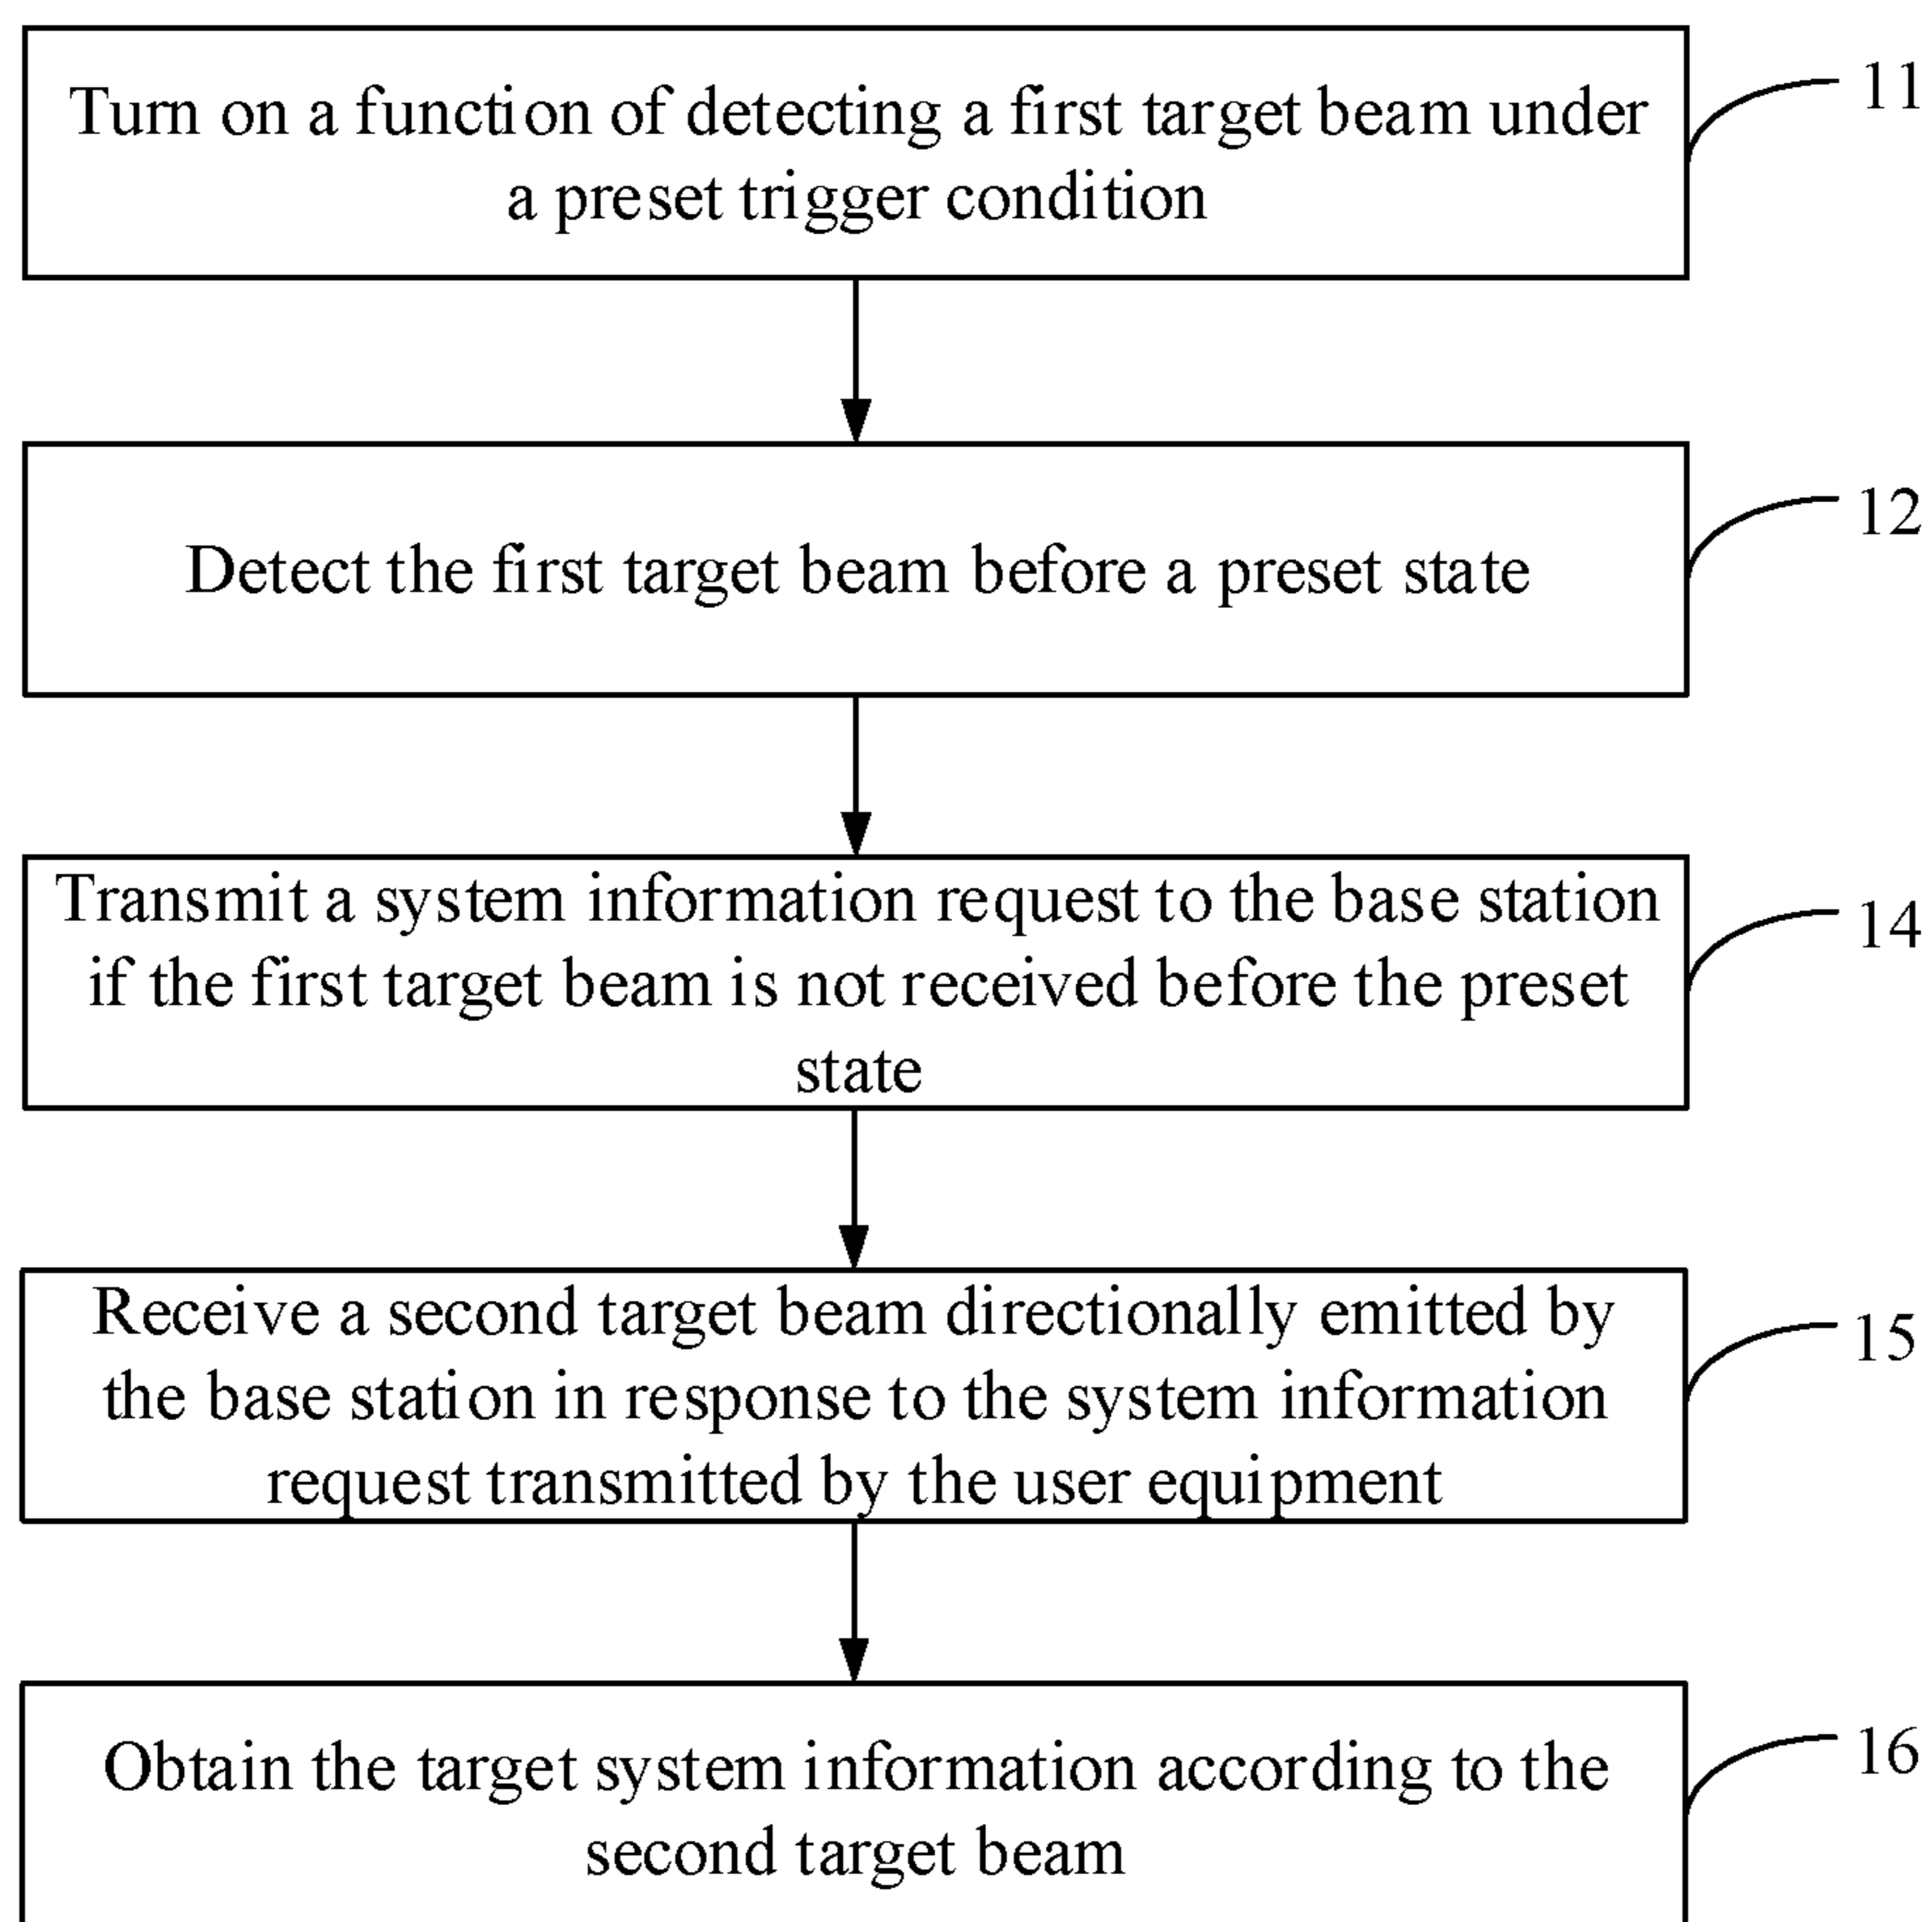 Turn on a function of detecting a first target beam under
a preset trigger condition
11
Detect the first target beam before a preset state
12
Transmit a system information request to the base station
if the first target beam is not received before the preset
state
14
Receive a second target beam directionally emitted by
the base station in response to the system information
request transmitted by the user equipment
15
Obtain the target system information according to the
second target beam
16